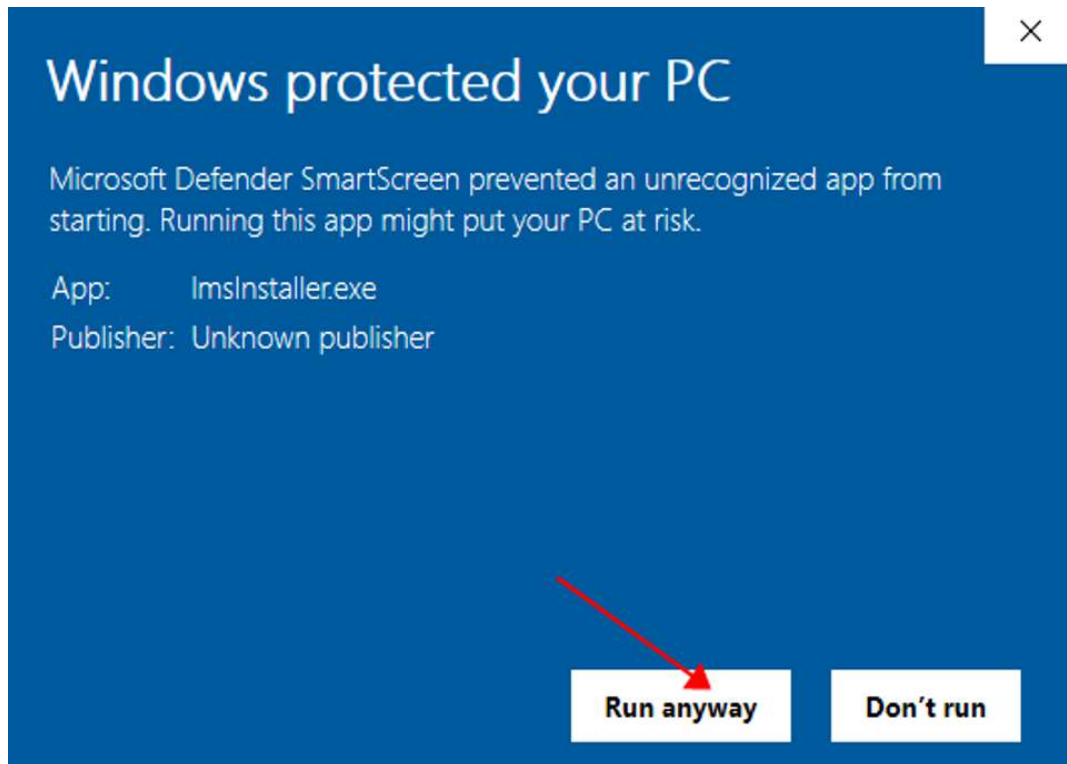 Windows protected your PC
Microsoft Defender SmartScreen prevented an unrecognized app from
starting. Running this app might put your PC at risk.
App: lmsInstaller.exe
Publisher: Unknown publisher
Run anyway Don’t run